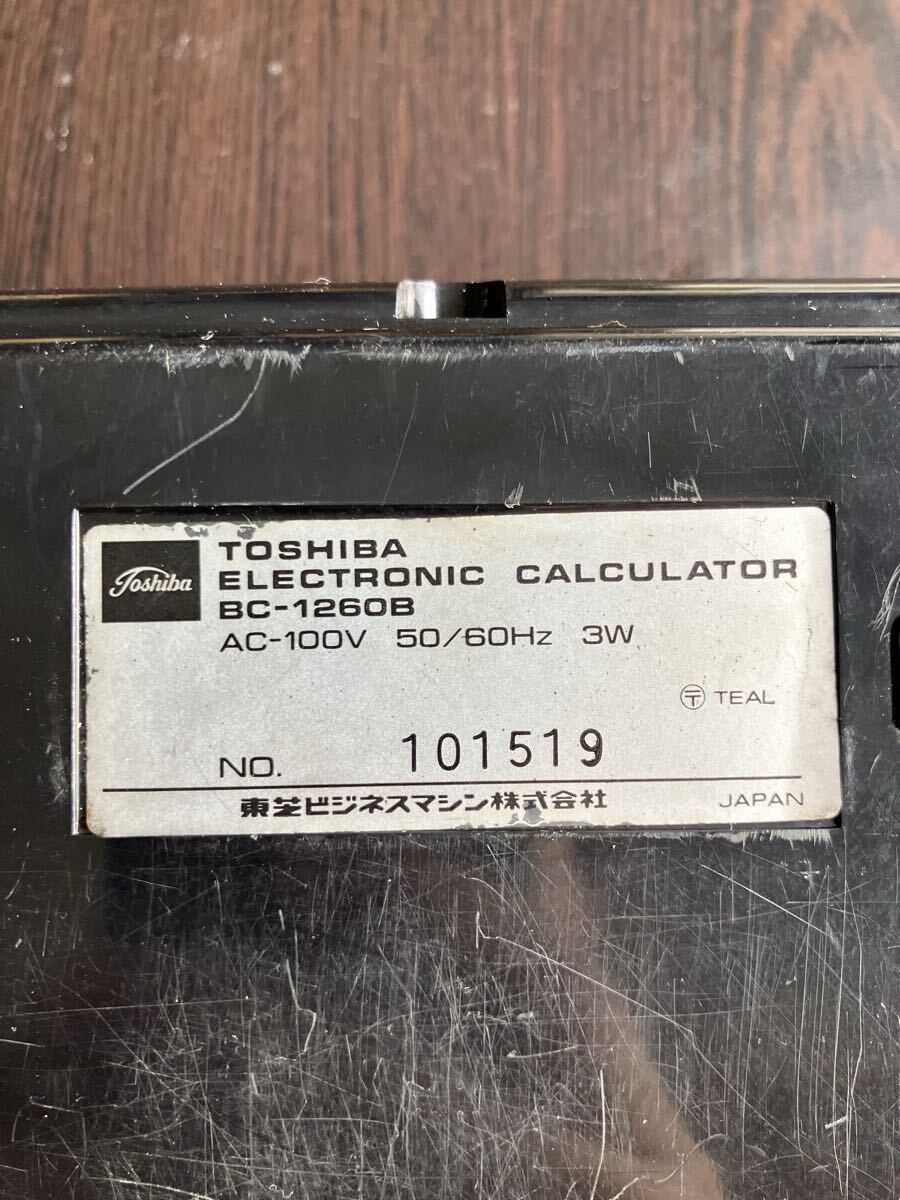 Toshiba
TOSHIBA
ELECTRONIC CALCULATOR
BC-1260B
AC-100V 50/60Hz 3W
〒 TEAL
NO. 101519
東芝ビジネスマシン株式会社 JAPAN